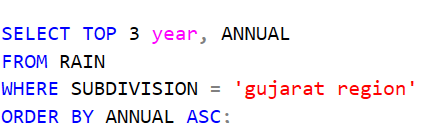 SELECT TOP 3 year, ANNUAL
FROM RAIN
WHERE SUBDIVISION = 'gujarat region'
ORDER BY ANNUAL ASC;